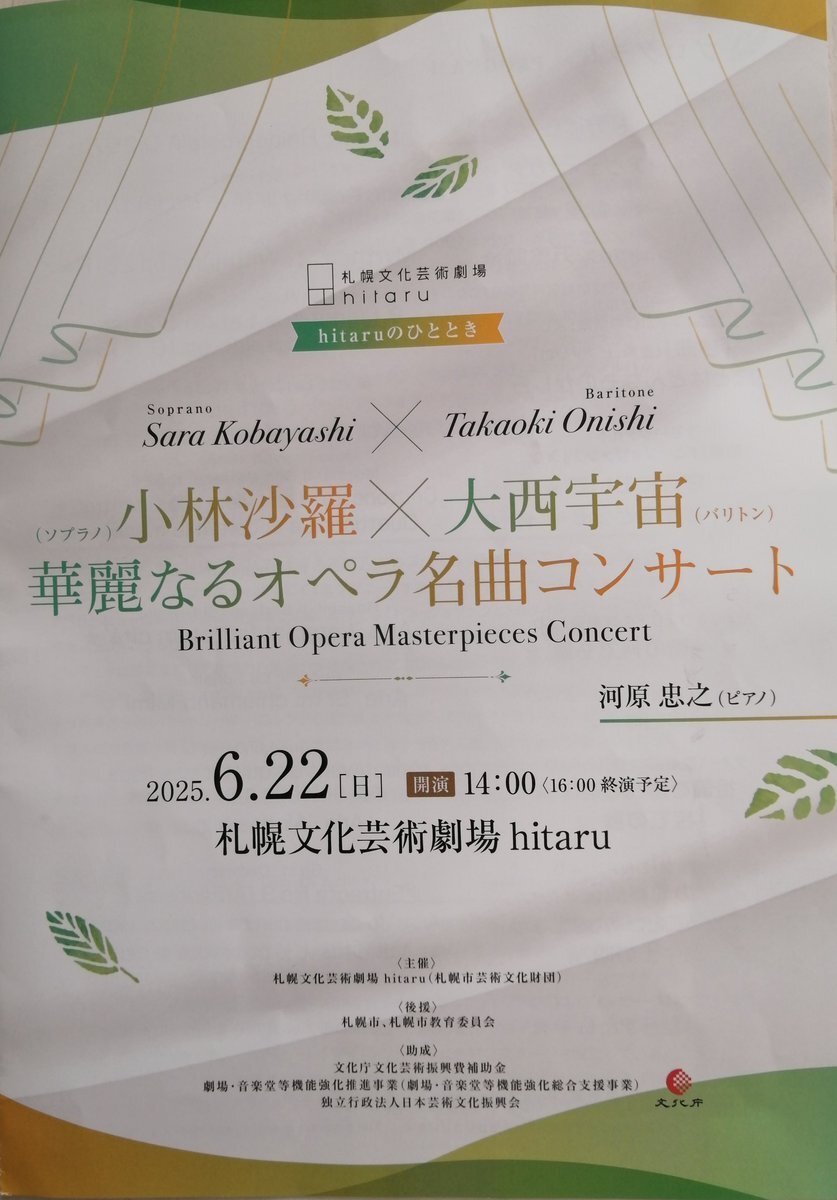 札幌文化芸術劇場
hitaru
hitaruのひととき
Soprano
Sara Kobayashi
×
Baritone
Takaoki Onishi
(ソプラノ)小林沙羅×大西宇宙(バリトン)
華麗なるオペラ名曲コンサート
Brilliant Opera Masterpieces Concert
河原 忠之(ピアノ)
2025.6.22[日] 開演 14:00〈16:00 終演予定〉
札幌文化芸術劇場 hitaru
〈主催〉
札幌文化芸術劇場 hitaru(札幌市芸術文化財団)
〈後援〉
札幌市、札幌市教育委員会
〈助成〉
文化庁文化芸術振興費補助金
劇場・音楽堂等機能強化推進事業(劇場・音楽堂等機能強化総合支援事業)
独立行政法人日本芸術文化振興会
文化庁